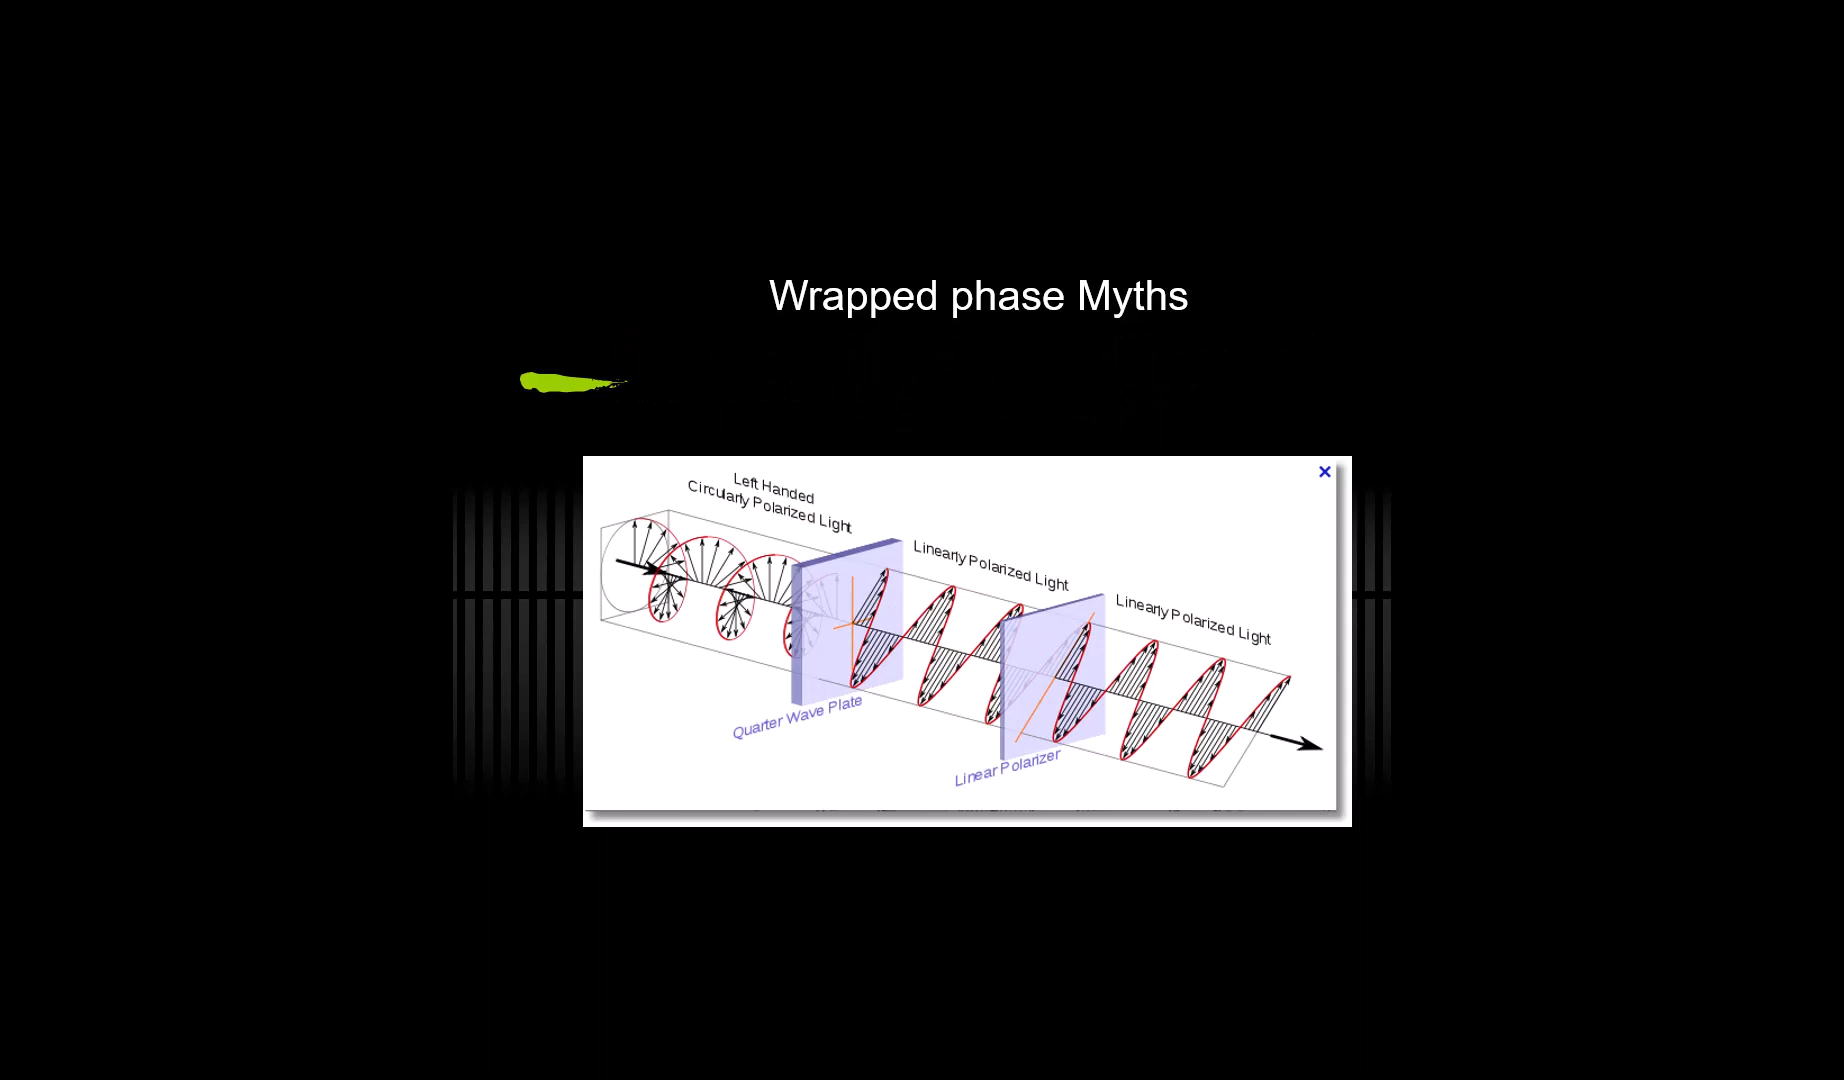 Wrapped phase Myths
Left Handed
Circularly Polarized Light
Linearly Polarized Light
Linearly Polarized Light
Quarter Wave Plate
Linear Polarizer